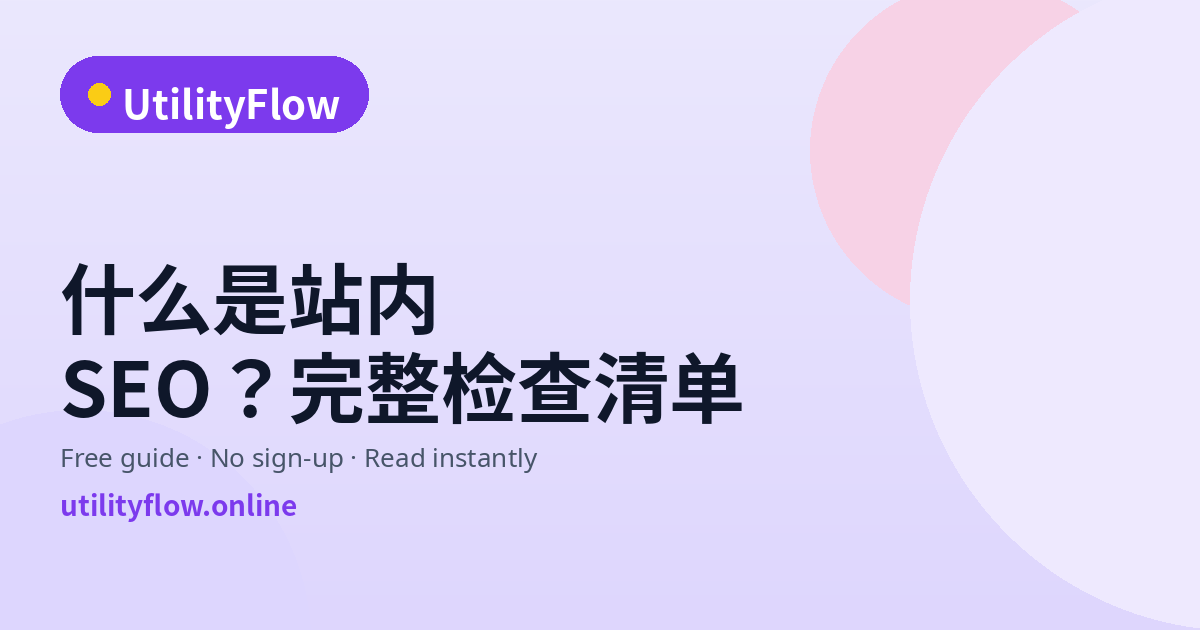 UtilityFlow
什么是站内
SEO？完整检查清单
Free guide · No sign-up · Read instantly
utilityflow.online